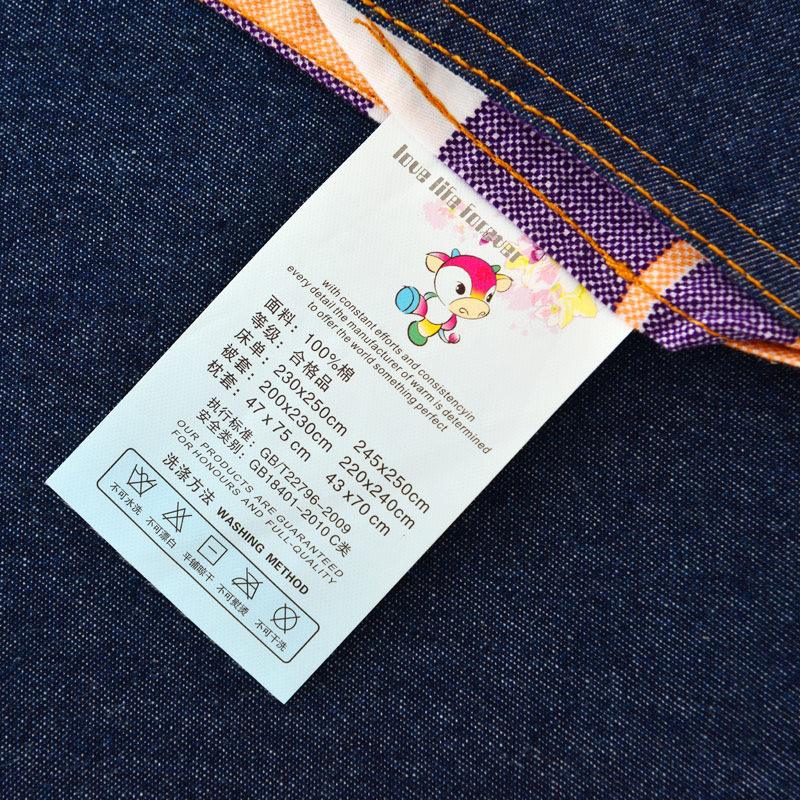 love life forever
with constant efforts and consistencyin
every detail the manufacturer of warm is determined
to offer the world something perfect
面料：100%棉
等级：合格品
床单：230x250cm 245x250cm
被套：200x230cm 220x240cm
枕套：47x75cm 43x70cm
执行标准：GB/T22796-2009
安全类别：GB18401-2010 C类
OUR PRODUCTS ARE GUARANTEED
FOR HONOURS AND FULL-QUALITY
洗涤方法 WASHING METHOD
不可水洗 不可漂白 平铺晾干 不可熨烫 不可干洗